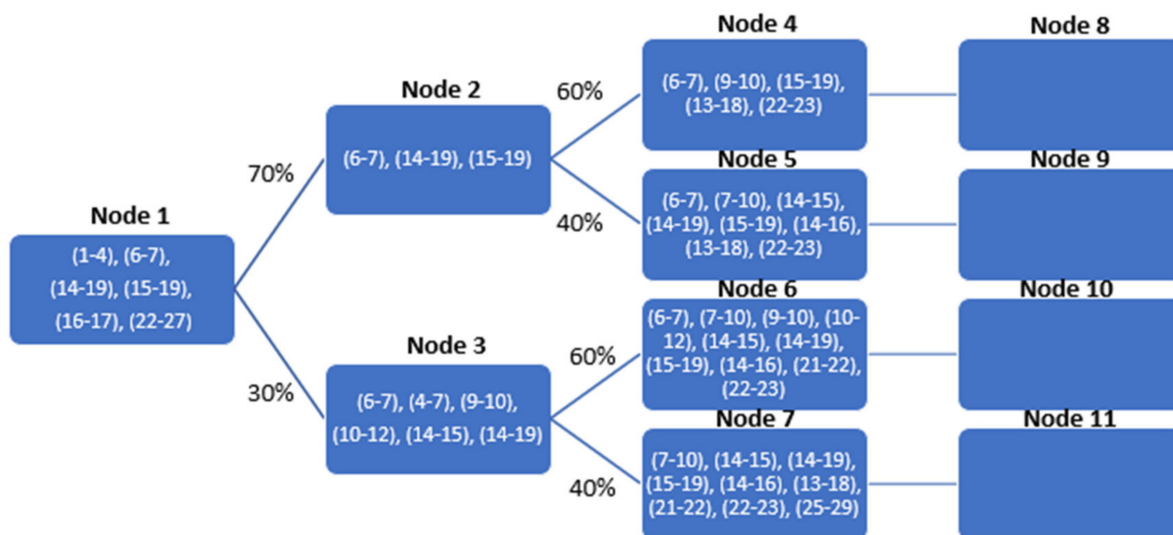 Node 1
(1-4), (6-7),
(14-19), (15-19),
(16-17), (22-27)
70%
30%
Node 2
(6-7), (14-19), (15-19)
Node 3
(6-7), (4-7), (9-10),
(10-12), (14-15), (14-19)
60%
40%
60%
40%
Node 4
(6-7), (9-10), (15-19),
(13-18), (22-23)
Node 5
(6-7), (7-10), (14-15),
(14-19), (15-19), (14-16),
(13-18), (22-23)
Node 6
(6-7), (7-10), (9-10), (10-
12), (14-15), (14-19),
(15-19), (14-16), (21-22),
(22-23)
Node 7
(7-10), (14-15), (14-19),
(15-19), (14-16), (13-18),
(21-22), (22-23), (25-29)
Node 8
Node 9
Node 10
Node 11